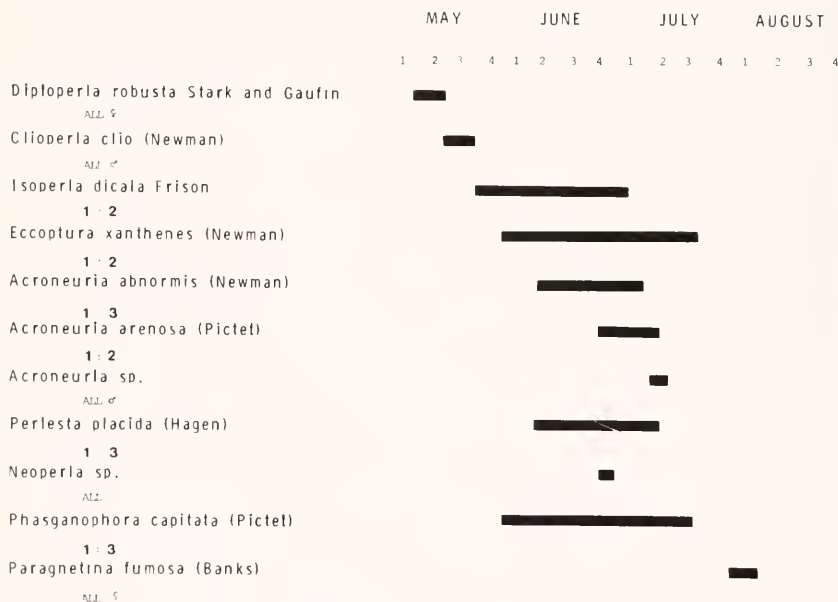 MAY JUNE JULY AUGUST
1 2 3 4 1 2 3 4 1 2 3 4 1 2 3 4
Diploperla robusta Stark and Gaufin
ALL ♀
Clioperla clio (Newman)
ALL ♂
Isoperla dicala Frison
1 : 2
Eccoptura xanthenes (Newman)
1 : 2
Acroneuria abnormis (Newman)
1 3
Acroneuria arenosa (Pictet)
1 : 2
Acroneuria sp.
ALL ♂
Perlesta placida (Hagen)
1 3
Neoperla sp.
ALL
Phasganophora capitata (Pictet)
1 : 3
Paragnetina fumosa (Banks)
ALL ♀